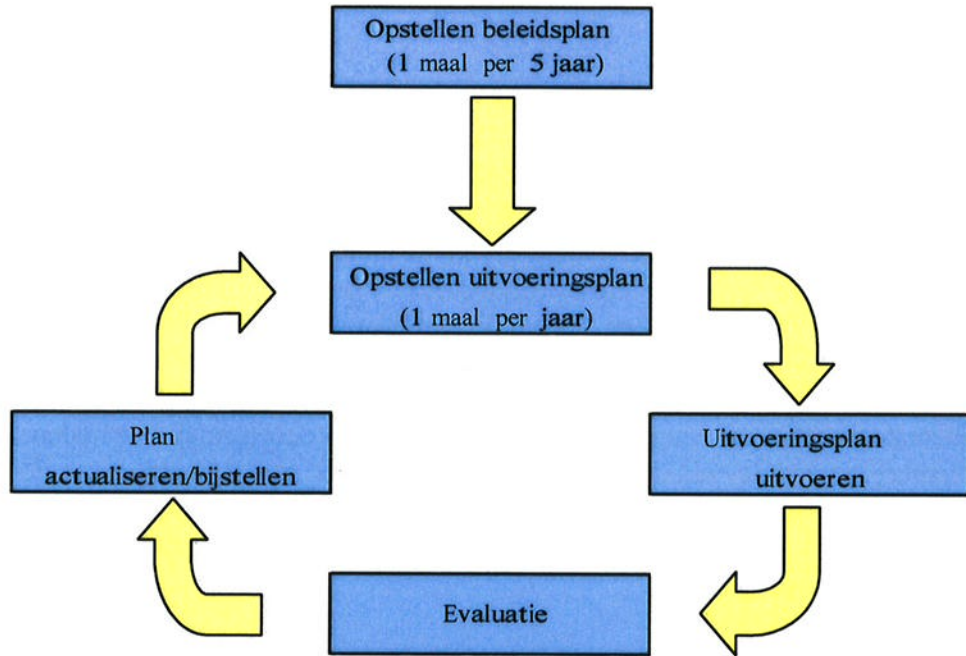 Opstellen beleidsplan
(1 maal per 5 jaar)
Opstellen uitvoeringsplan
(1 maal per jaar)
Plan
actualiseren/bijstellen
Uitvoeringsplan
uitvoeren
Evaluatie